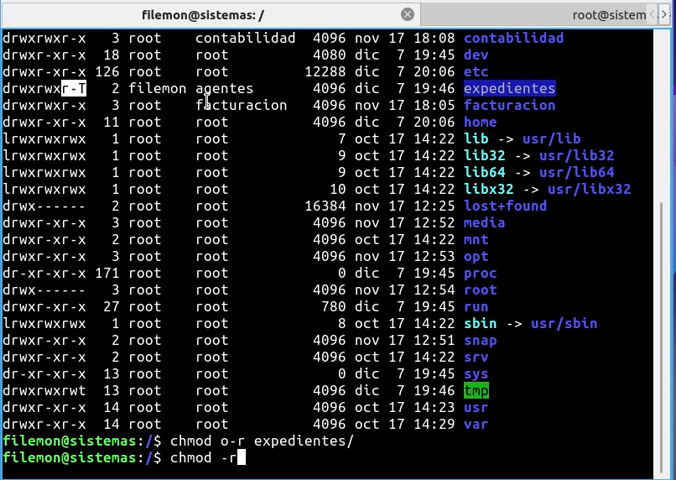 filemon@sistemas: /
root@sistem
drwxrwxr-x 3 root contabilidad 4096 nov 17 18:08 contabilidad
drwxr-xr-x 18 root root 4080 dic 7 19:45 dev
drwxr-xr-x 126 root root 12288 dic 7 20:06 etc
drwxrwxr-T 2 filemon agentes 4096 dic 7 19:46 expedientes
drwxrwxr-x 3 root facturacion 4096 nov 17 18:05 facturacion
drwxr-xr-x 11 root root 4096 dic 7 20:06 home
lrwxrwxrwx 1 root root 7 oct 17 14:22 lib -> usr/lib
lrwxrwxrwx 1 root root 9 oct 17 14:22 lib32 -> usr/lib32
lrwxrwxrwx 1 root root 9 oct 17 14:22 lib64 -> usr/lib64
lrwxrwxrwx 1 root root 10 oct 17 14:22 libx32 -> usr/libx32
drwx------ 2 root root 16384 nov 17 12:25 lost+found
drwxr-xr-x 3 root root 4096 nov 17 12:52 media
drwxr-xr-x 2 root root 4096 oct 17 14:22 mnt
drwxr-xr-x 3 root root 4096 nov 17 12:53 opt
dr-xr-xr-x 171 root root 0 dic 7 19:45 proc
drwx------ 3 root root 4096 nov 17 12:54 root
drwxr-xr-x 27 root root 780 dic 7 19:45 run
lrwxrwxrwx 1 root root 8 oct 17 14:22 sbin -> usr/sbin
drwxr-xr-x 2 root root 4096 nov 17 12:51 snap
drwxr-xr-x 2 root root 4096 oct 17 14:22 srv
dr-xr-xr-x 13 root root 0 dic 7 19:45 sys
drwxrwxrwt 13 root root 4096 dic 7 19:46 tmp
drwxr-xr-x 14 root root 4096 oct 17 14:23 usr
drwxr-xr-x 14 root root 4096 oct 17 14:29 var
filemon@sistemas:/$ chmod o-r expedientes/
filemon@sistemas:/$ chmod -r